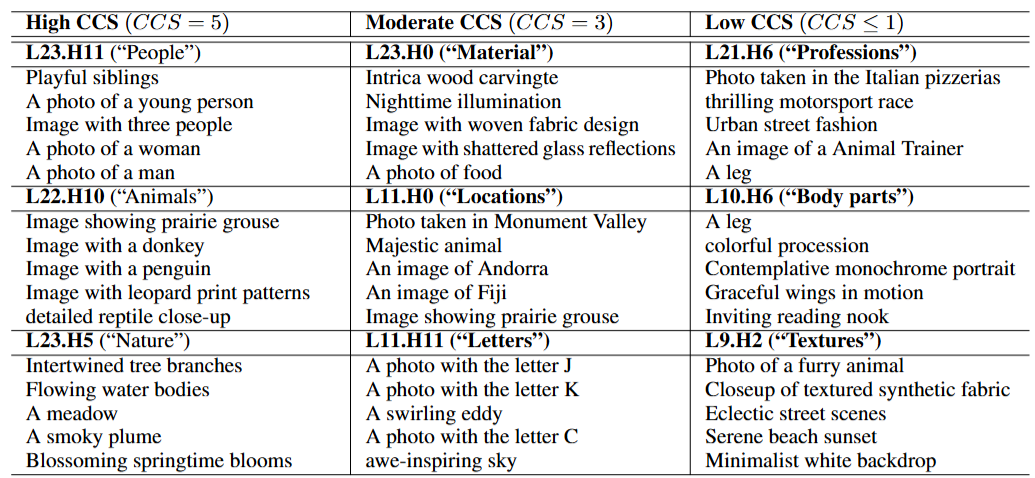 High CCS (CCS = 5) Moderate CCS (CCS = 3) Low CCS (CCS ≤ 1)
L23.H11 (“People”) L23.H0 (“Material”) L21.H6 (“Professions”)
Playful siblings Intrica wood carvingte Photo taken in the Italian pizzerias
A photo of a young person Nighttime illumination thrilling motorsport race
Image with three people Image with woven fabric design Urban street fashion
A photo of a woman Image with shattered glass reflections An image of a Animal Trainer
A photo of a man A photo of food A leg
L22.H10 (“Animals”) L11.H0 (“Locations”) L10.H6 (“Body parts”)
Image showing prairie grouse Photo taken in Monument Valley A leg
Image with a donkey Majestic animal colorful procession
Image with a penguin An image of Andorra Contemplative monochrome portrait
Image with leopard print patterns An image of Fiji Graceful wings in motion
detailed reptile close-up Image showing prairie grouse Inviting reading nook
L23.H5 (“Nature”) L11.H11 (“Letters”) L9.H2 (“Textures”)
Intertwined tree branches A photo with the letter J Photo of a furry animal
Flowing water bodies A photo with the letter K Closeup of textured synthetic fabric
A meadow A swirling eddy Eclectic street scenes
A smoky plume A photo with the letter C Serene beach sunset
Blossoming springtime blooms awe-inspiring sky Minimalist white backdrop